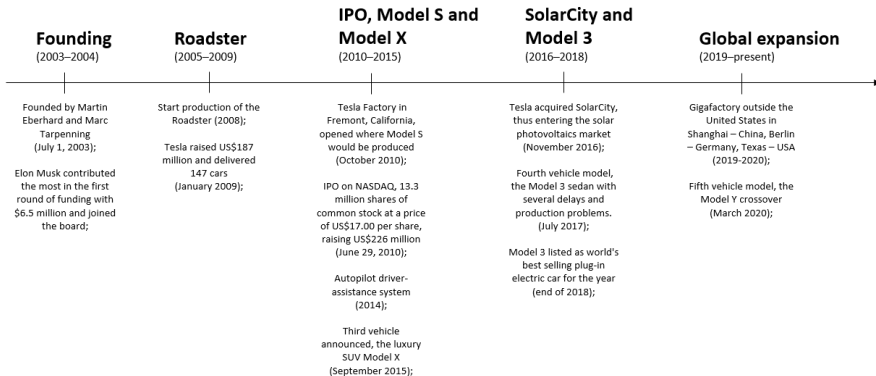 Founding
(2003–2004)
Founded by Martin
Eberhard and Marc
Tarpenning
(July 1, 2003);
Elon Musk contributed
the most in the first
round of funding with
$6.5 million and joined
the board;
Roadster
(2005–2009)
Start production of the
Roadster (2008);
Tesla raised US$187
million and delivered
147 cars
(January 2009);
IPO, Model S and
Model X
(2010–2015)
Tesla Factory in
Fremont, California,
opened where Model S
would be produced
(October 2010);
IPO on NASDAQ, 13.3
million shares of
common stock at a price
of US$17.00 per share,
raising US$226 million
(June 29, 2010);
Autopilot driver-
assistance system
(2014);
Third vehicle
announced, the luxury
SUV Model X
(September 2015);
SolarCity and
Model 3
(2016–2018)
Tesla acquired SolarCity,
thus entering the solar
photovoltaics market
(November 2016);
Fourth vehicle model,
the Model 3 sedan with
several delays and
production problems.
(July 2017);
Model 3 listed as world's
best selling plug-in
electric car for the year
(end of 2018);
Global expansion
(2019–present)
Gigafactory outside the
United States in
Shanghai – China, Berlin
– Germany, Texas – USA
(2019-2020);
Fifth vehicle model, the
Model Y crossover
(March 2020);